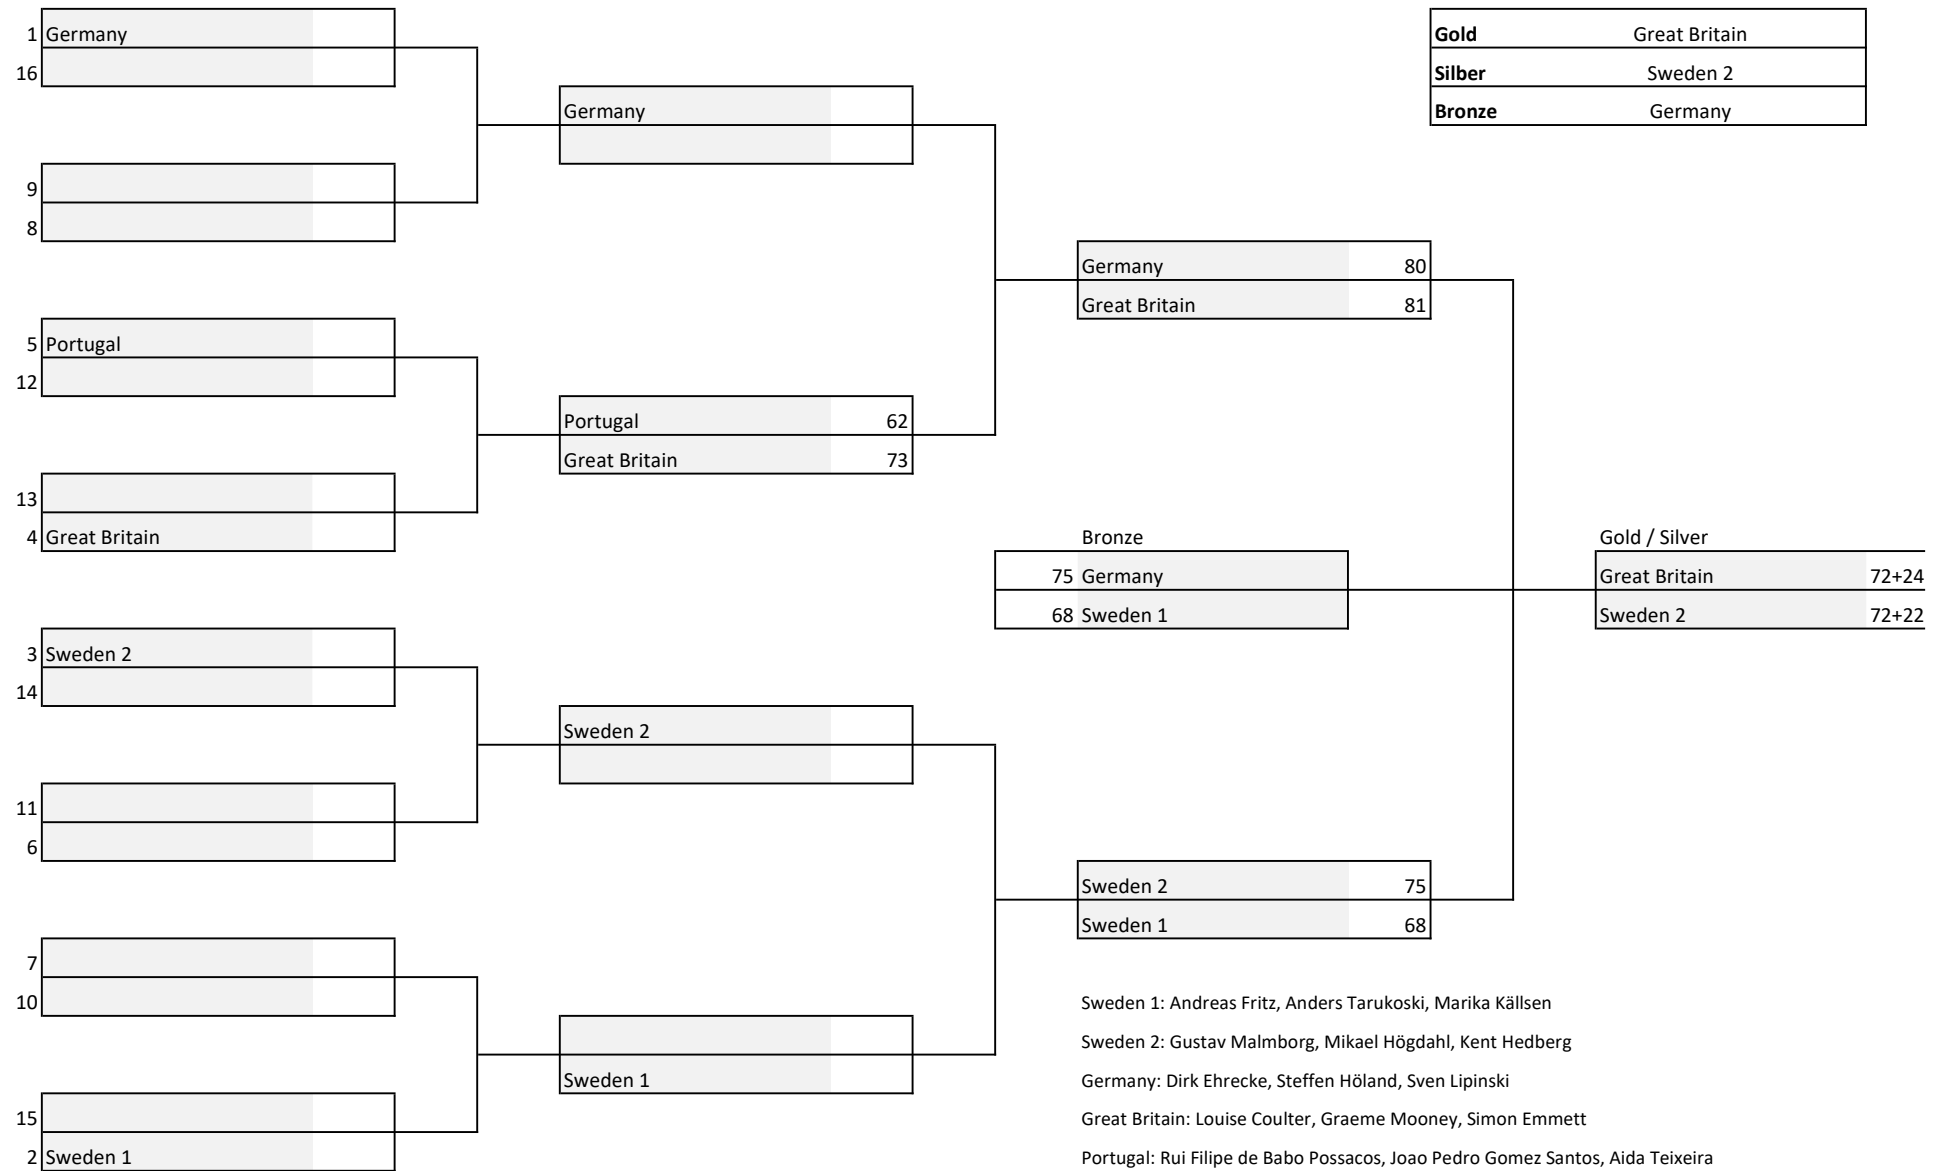 1 Germany
16
9
8
5 Portugal
12
13
4 Great Britain
3 Sweden 2
14
11
6
7
10
15
2 Sweden 1
Germany
Portugal 62
Great Britain 73
Sweden 2
Sweden 1
Germany 80
Great Britain 81
Bronze
75 Germany
68 Sweden 1
Sweden 2 75
Sweden 1 68
Gold / Silver
Great Britain 72+24
Sweden 2 72+22
Gold Great Britain
Silber Sweden 2
Bronze Germany
Sweden 1: Andreas Fritz, Anders Tarukoski, Marika Källsen
Sweden 2: Gustav Malmborg, Mikael Högdahl, Kent Hedberg
Germany: Dirk Ehrecke, Steffen Höland, Sven Lipinski
Great Britain: Louise Coulter, Graeme Mooney, Simon Emmett
Portugal: Rui Filipe de Babo Possacos, Joao Pedro Gomez Santos, Aida Teixeira